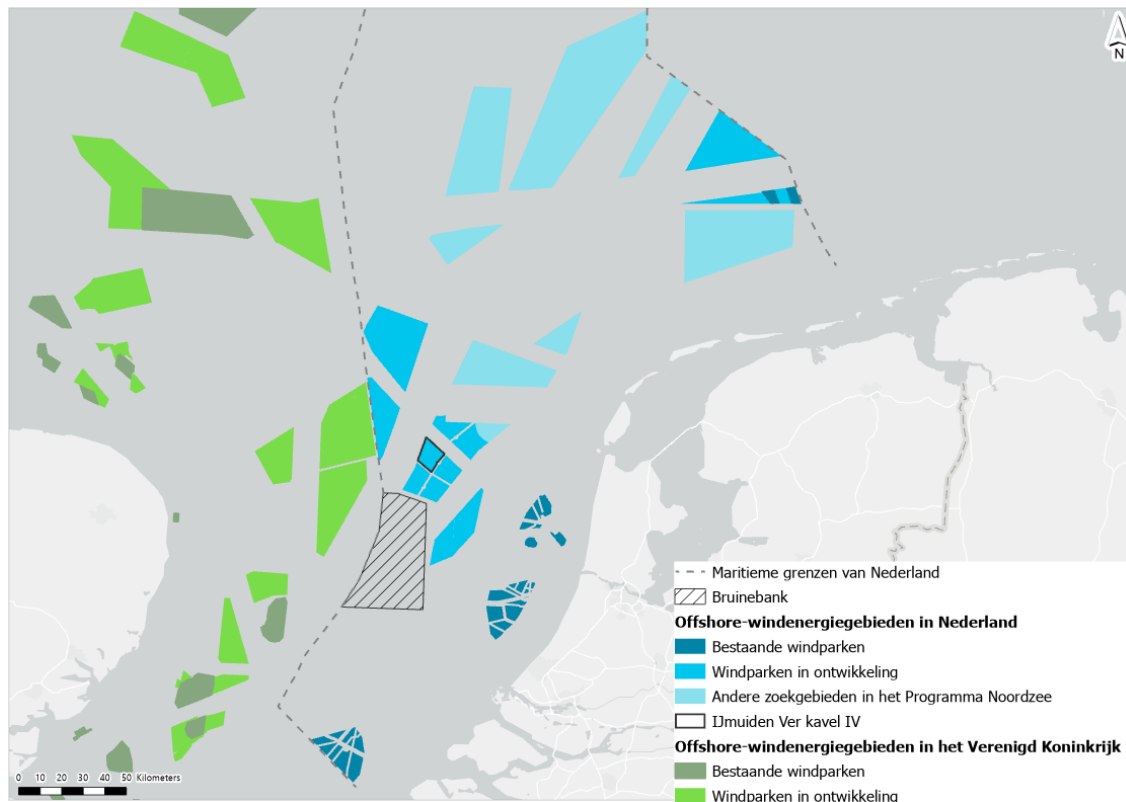 N
Maritieme grenzen van Nederland
Bruinebank
Offshore-windenergiegebieden in Nederland
Bestaande windparken
Windparken in ontwikkeling
Andere zoekgebieden in het Programma Noordzee
IJmuiden Ver kavel IV
Offshore-windenergiegebieden in het Verenigd Koninkrijk
Bestaande windparken
Windparken in ontwikkeling
0 10 20 30 40 50 Kilometers